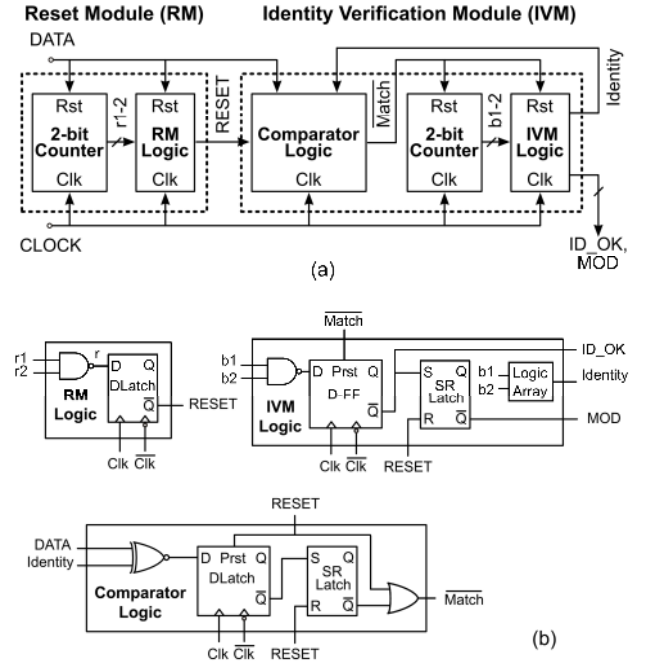 Reset Module (RM)
Identity Verification Module (IVM)
DATA
Rst
2-bit
Counter
Clk
r1-2
Rst
RM
Logic
Clk
RESET
Comparator
Logic
Clk
Match
Rst
2-bit
Counter
Clk
b1-2
Rst
IVM
Logic
Clk
Identity
CLOCK
ID_OK,
MOD
(a)
r1
r2
r
D Q
DLatch
Q
RM
Logic
RESET
Clk Clk
Match
b1
b2
D Prst Q
D-FF
Q
IVM
Logic
Clk Clk
RESET
S Q
SR
Latch
R Q
b1
b2
Logic
Array
ID_OK
Identity
MOD
RESET
DATA
Identity
D Prst Q
DLatch
Q
Comparator
Logic
Clk Clk
S Q
SR
Latch
R Q
RESET
Match
(b)